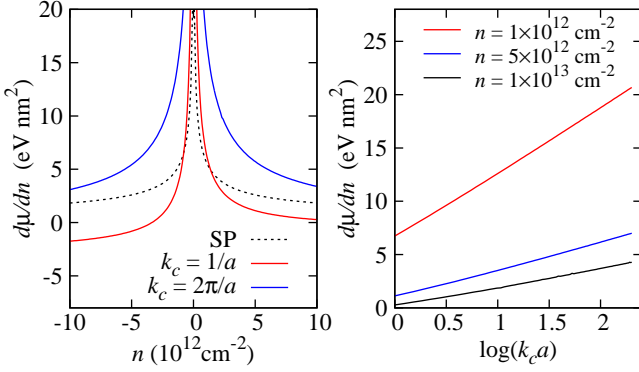 20
15
10
5
0
-5
dμ/dn (eV nm²)
SP
k_c = 1/a
k_c = 2π/a
-10 -5 0 5 10
n (10¹²cm⁻²)
25
20
15
10
5
0
dμ/dn (eV nm²)
n = 1×10¹² cm⁻²
n = 5×10¹² cm⁻²
n = 1×10¹³ cm⁻²
0 0.5 1 1.5 2
log(k_c a)